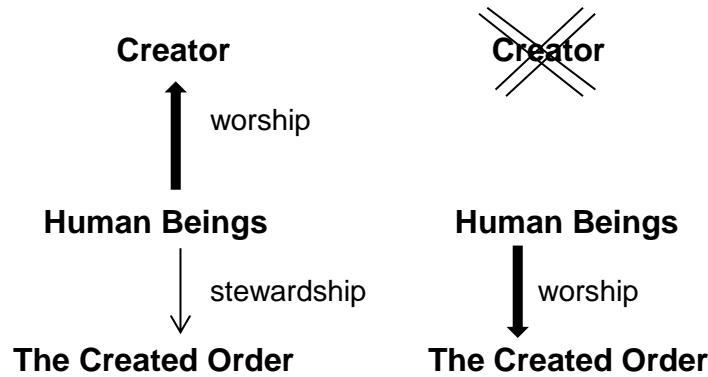 Creator
worship
Human Beings
stewardship
The Created Order
Creator
Human Beings
worship
The Created Order